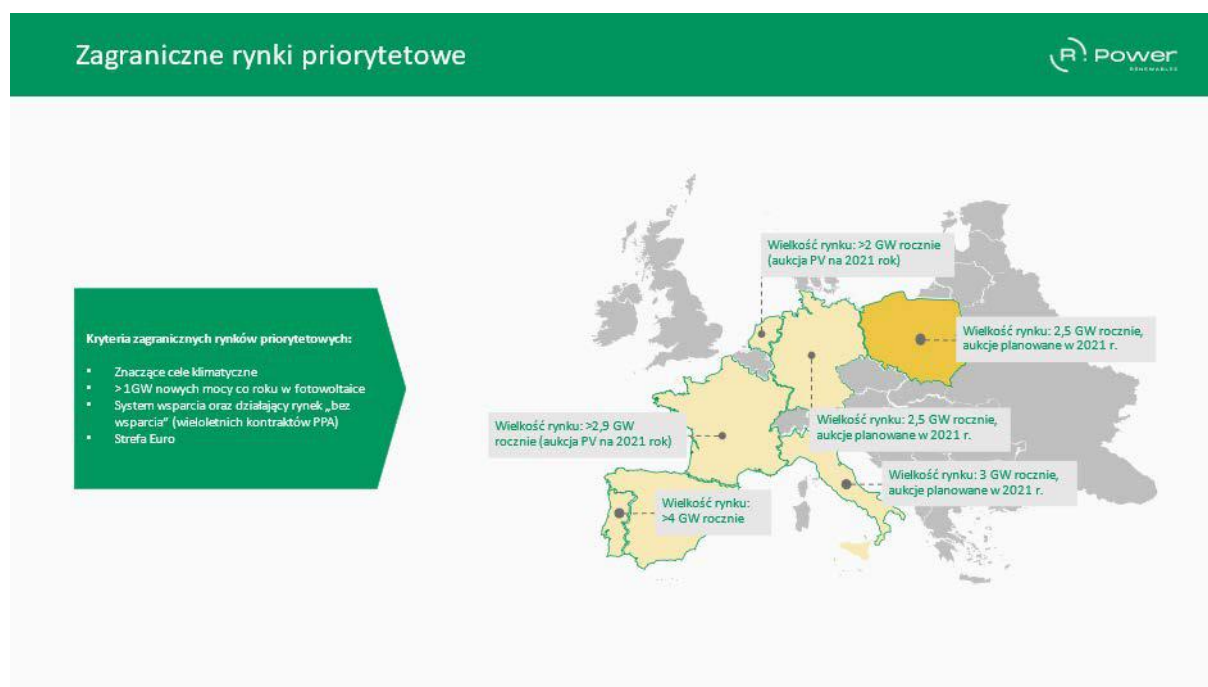 Zagraniczne rynki priorytetowe
R.Power
RENEWABLES
Kryteria zagranicznych rynków priorytetowych:
▪ Znaczące cele klimatyczne
▪ >1GW nowych mocy co roku w fotowoltaice
▪ System wsparcia oraz działający rynek „bez
wsparcia” (wieloletnich kontraktów PPA)
▪ Strefa Euro
Wielkość rynku: >2 GW rocznie
(aukcja PV na 2021 rok)
Wielkość rynku: 2,5 GW rocznie,
aukcje planowane w 2021 r.
Wielkość rynku: >2,9 GW
rocznie (aukcja PV na 2021 rok)
Wielkość rynku: 2,5 GW rocznie,
aukcje planowane w 2021 r.
Wielkość rynku: 3 GW rocznie,
aukcje planowane w 2021 r.
Wielkość rynku:
>4 GW rocznie